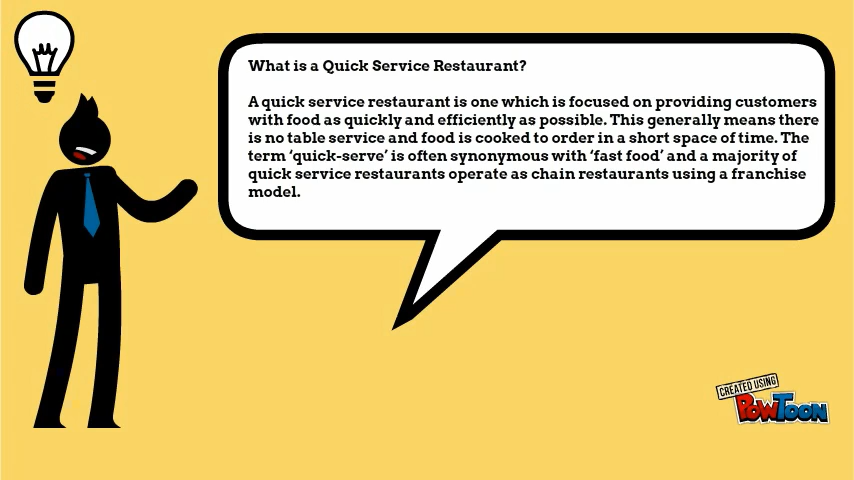 What is a Quick Service Restaurant?
A quick service restaurant is one which is focused on providing customers
with food as quickly and efficiently as possible. This generally means there
is no table service and food is cooked to order in a short space of time. The
term ‘quick-serve’ is often synonymous with ‘fast food’ and a majority of
quick service restaurants operate as chain restaurants using a franchise
model.
CREATED USING
POWTOON